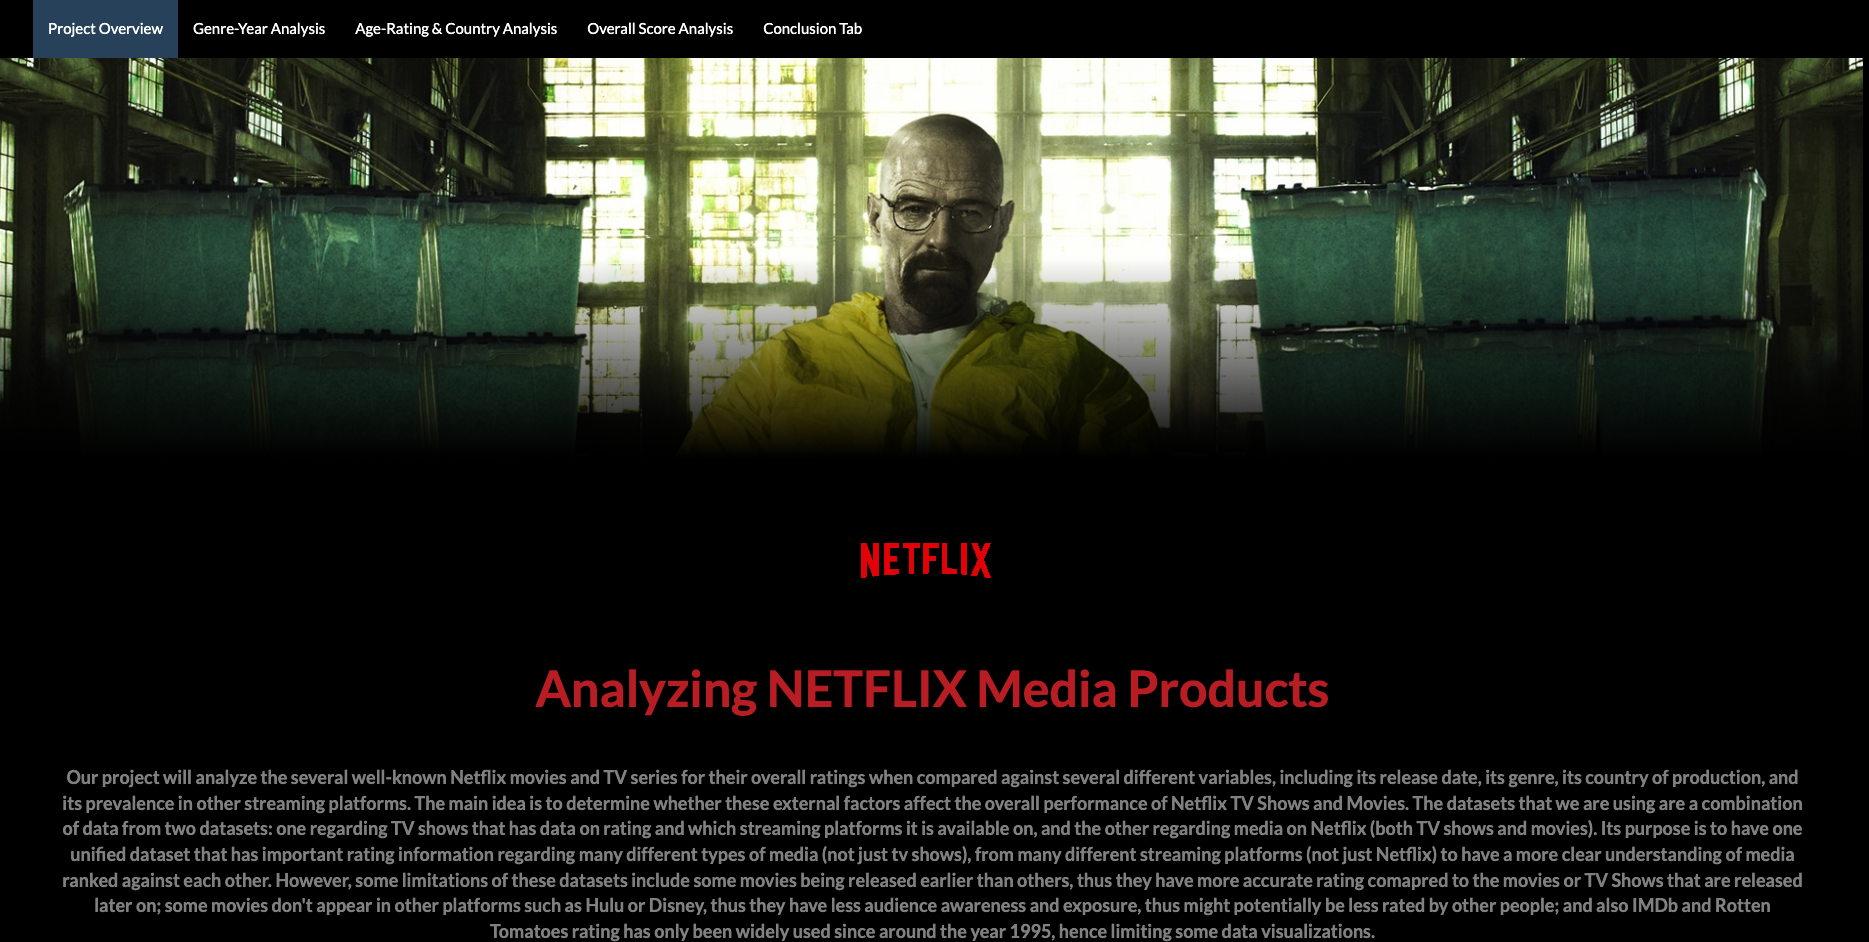 Project Overview Genre-Year Analysis Age-Rating & Country Analysis Overall Score Analysis Conclusion Tab
NETFLIX
Analyzing NETFLIX Media Products
Our project will analyze the several well-known Netflix movies and TV series for their overall ratings when compared against several different variables, including its release date, its genre, its country of production, and
its prevalence in other streaming platforms. The main idea is to determine whether these external factors affect the overall performance of Netflix TV Shows and Movies. The datasets that we are using are a combination
of data from two datasets: one regarding TV shows that has data on rating and which streaming platforms it is available on, and the other regarding media on Netflix (both TV shows and movies). Its purpose is to have one
unified dataset that has important rating information regarding many different types of media (not just tv shows), from many different streaming platforms (not just Netflix) to have a more clear understanding of media
ranked against each other. However, some limitations of these datasets include some movies being released earlier than others, thus they have more accurate rating comapred to the movies or TV Shows that are released
later on; some movies don't appear in other platforms such as Hulu or Disney, thus they have less audience awareness and exposure, thus might potentially be less rated by other people; and also IMDb and Rotten
Tomatoes rating has only been widely used since around the year 1995, hence limiting some data visualizations.